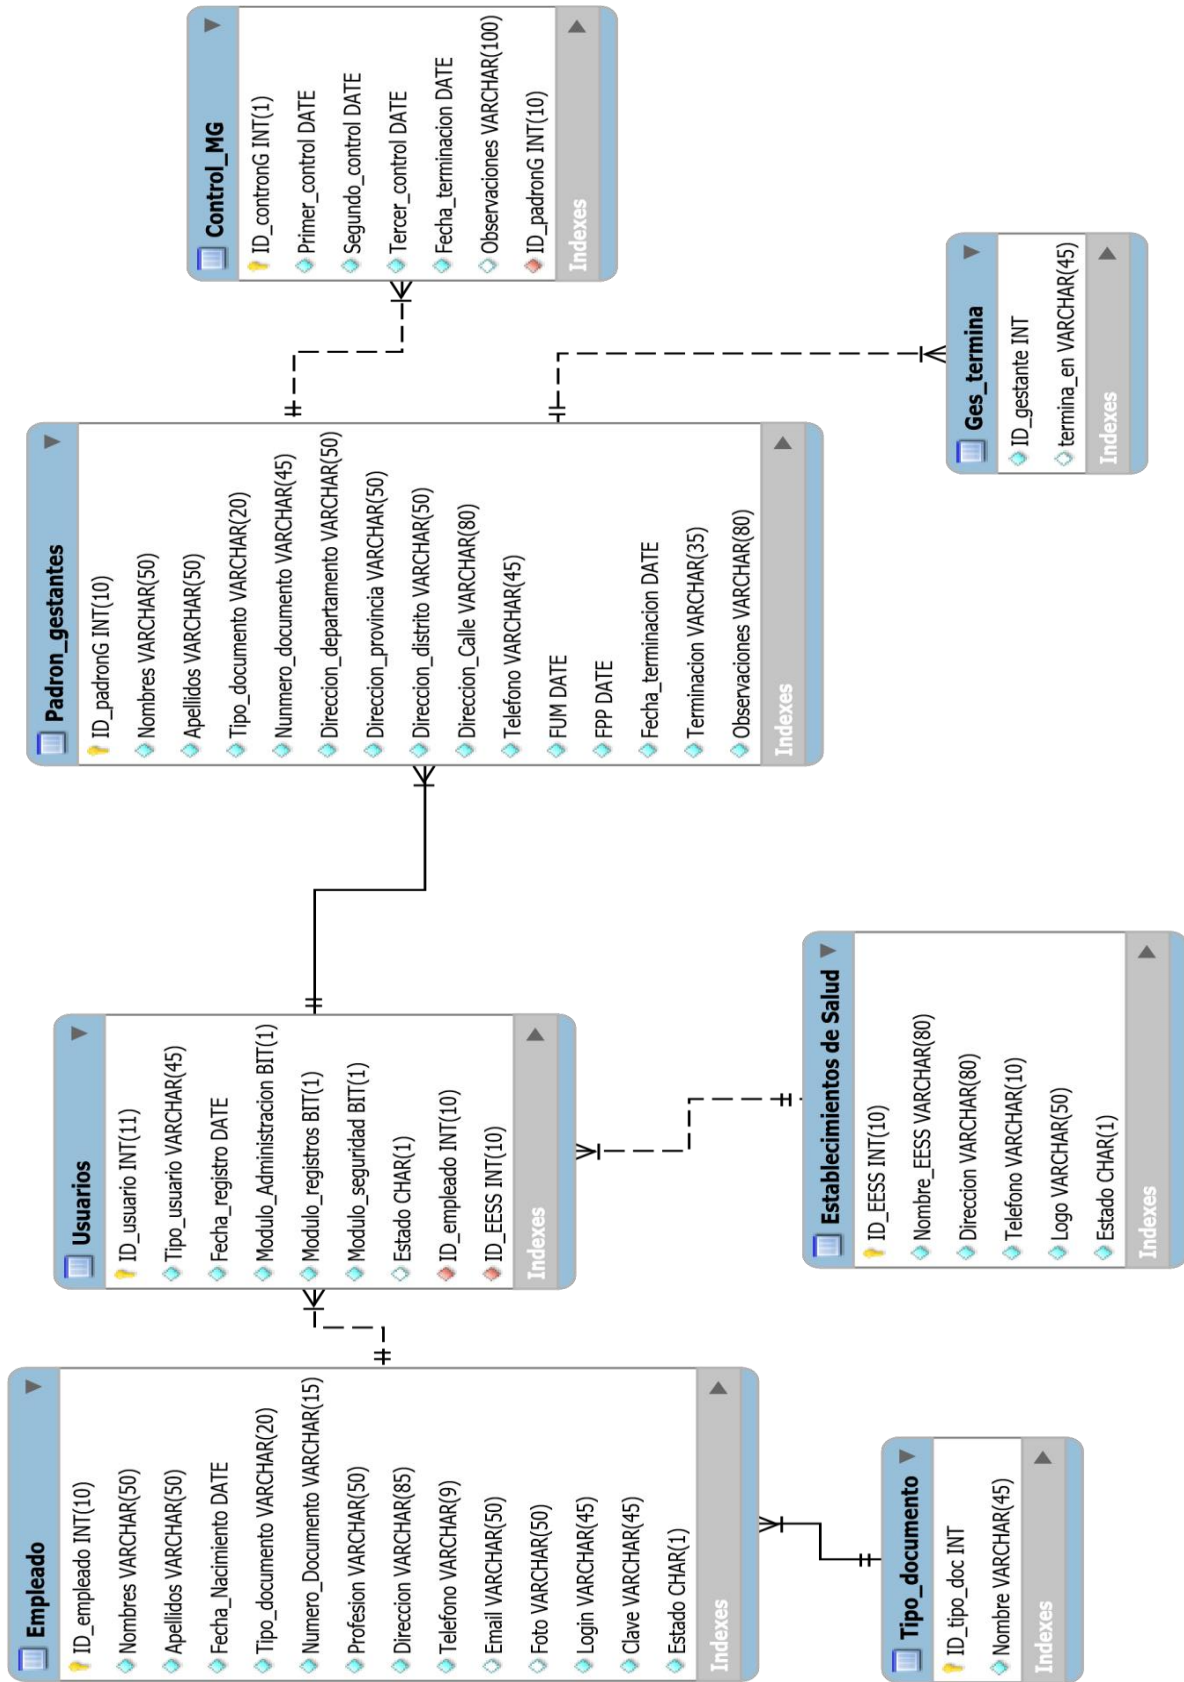 Empleado
ID_empleado INT(10)
Nombres VARCHAR(50)
Apellidos VARCHAR(50)
Fecha_Nacimiento DATE
Tipo_documento VARCHAR(20)
Numero_Documento VARCHAR(15)
Profesion VARCHAR(50)
Direccion VARCHAR(85)
Telefono VARCHAR(9)
Email VARCHAR(50)
Foto VARCHAR(50)
Login VARCHAR(45)
Clave VARCHAR(45)
Estado CHAR(1)
Indexes
Tipo_documento
ID_tipo_doc INT
Nombre VARCHAR(45)
Indexes
Usuarios
ID_usuario INT(11)
Tipo_usuario VARCHAR(45)
Fecha_registro DATE
Modulo_Administracion BIT(1)
Modulo_registros BIT(1)
Modulo_seguridad BIT(1)
Estado CHAR(1)
ID_empleado INT(10)
ID_EESS INT(10)
Indexes
Establecimientos de Salud
ID_EESS INT(10)
Nombre_EESS VARCHAR(80)
Direccion VARCHAR(80)
Telefono VARCHAR(10)
Logo VARCHAR(50)
Estado CHAR(1)
Indexes
Padron_gestantes
ID_padronG INT(10)
Nombres VARCHAR(50)
Apellidos VARCHAR(50)
Tipo_documento VARCHAR(20)
Nunmero_documento VARCHAR(45)
Direccion_departamento VARCHAR(50)
Direccion_provincia VARCHAR(50)
Direccion_distrito VARCHAR(50)
Direccion_Calle VARCHAR(80)
Telefono VARCHAR(45)
FUM DATE
FPP DATE
Fecha_terminacion DATE
Terminacion VARCHAR(35)
Observaciones VARCHAR(80)
Indexes
Control_MG
ID_contronG INT(1)
Primer_control DATE
Segundo_control DATE
Tercer_control DATE
Fecha_terminacion DATE
Observaciones VARCHAR(100)
ID_padronG INT(10)
Indexes
Ges_termina
ID_gestante INT
termina_en VARCHAR(45)
Indexes